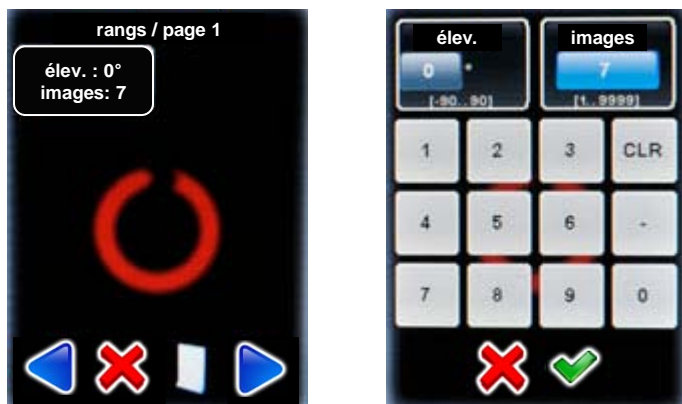 rangs / page 1
élev. : 0°
images: 7
élev.
images
0 °
7
[-90..90]
[1..9999]
1 2 3 CLR
4 5 6 -
7 8 9 0